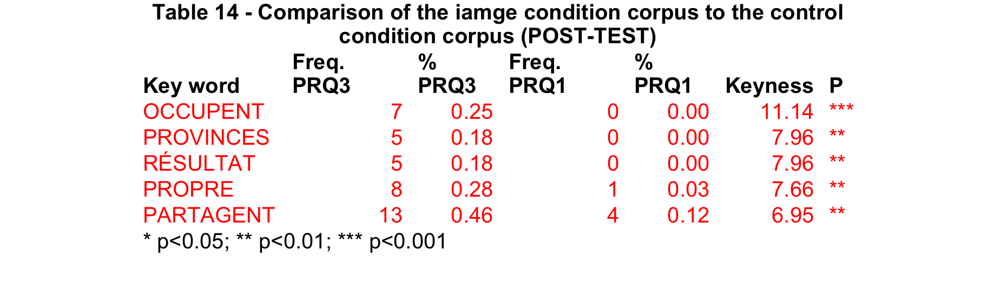 Table 14 - Comparison of the iamge condition corpus to the control
condition corpus (POST-TEST)
Freq. % Freq. %
Key word PRQ3 PRQ3 PRQ1 PRQ1 Keyness P
OCCUPENT 7 0.25 0 0.00 11.14 ***
PROVINCES 5 0.18 0 0.00 7.96 **
RÉSULTAT 5 0.18 0 0.00 7.96 **
PROPRE 8 0.28 1 0.03 7.66 **
PARTAGENT 13 0.46 4 0.12 6.95 **
* p<0.05; ** p<0.01; *** p<0.001